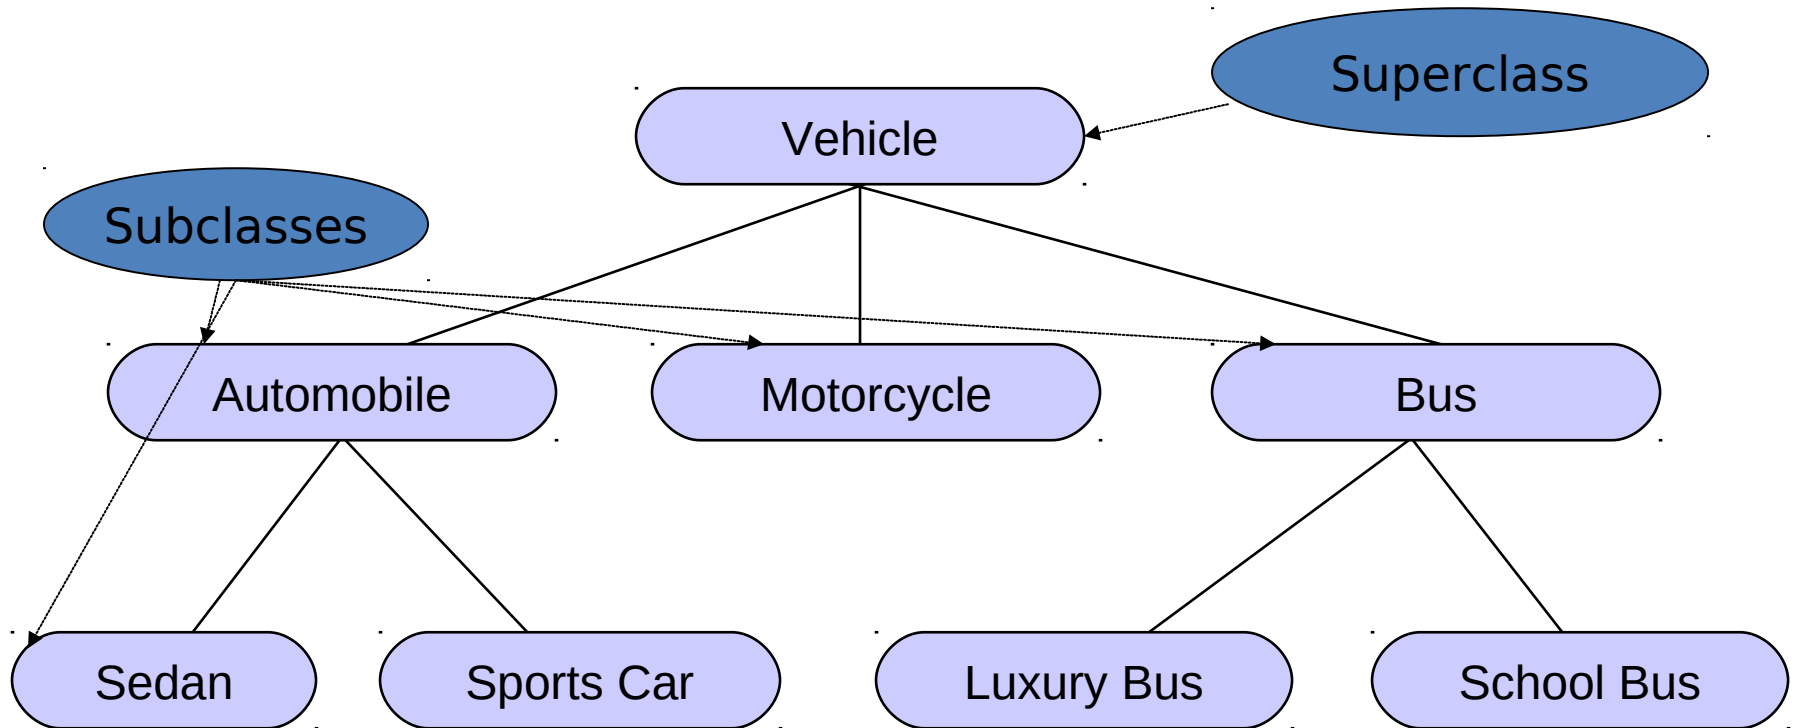 Superclass
Vehicle
Subclasses
Automobile
Motorcycle
Bus
Sedan
Sports Car
Luxury Bus
School Bus